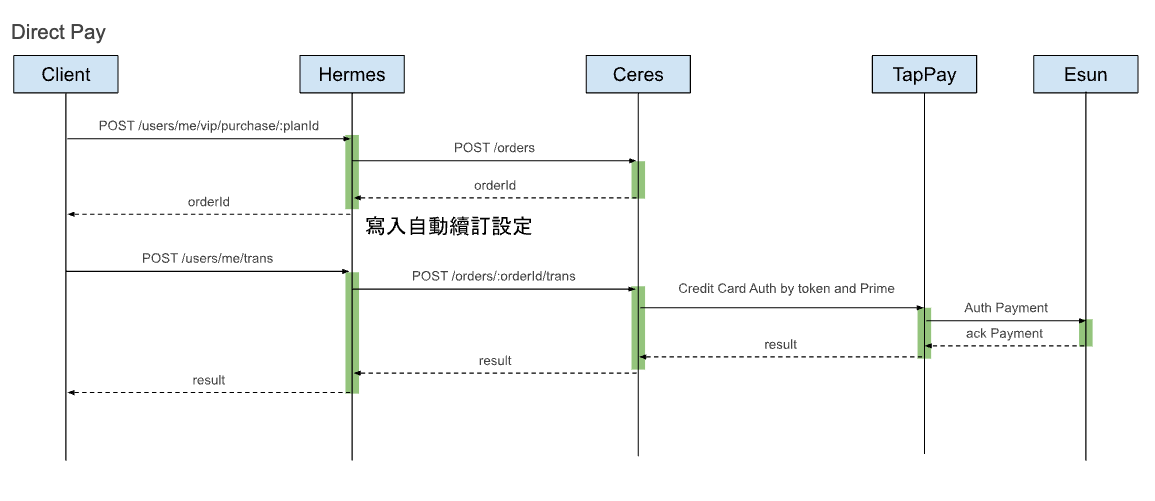 Direct Pay
Client
Hermes
Ceres
TapPay
Esun
POST /users/me/vip/purchase/:planId
POST /orders
orderId
orderId
寫入自動續訂設定
POST /users/me/trans
POST /orders/:orderId/trans
Credit Card Auth by token and Prime
Auth Payment
ack Payment
result
result
result